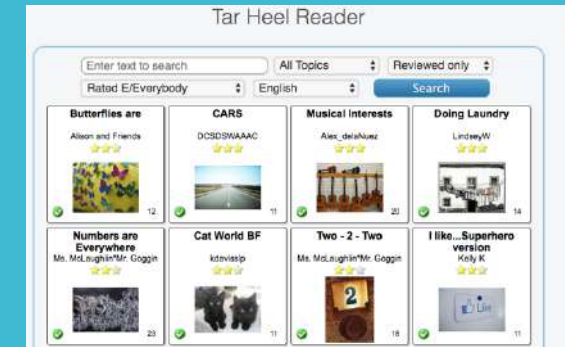 Tar Heel Reader
Enter text to search All Topics Reviewed only
Rated E/Everybody English Search
Butterflies are CARS Musical Interests Doing Laundry
Alison and Friends DCSDSWAAAC Alex_delaNuez LindseyW
12 11 20 14
Numbers are Everywhere Cat World BF Two - 2 - Two I like...Superhero version
Ms. McLaughlin*Mr. Goggin kdavisslp Ms. McLaughlin*Mr. Goggin Kelly K
2
Like
23 11 18 11